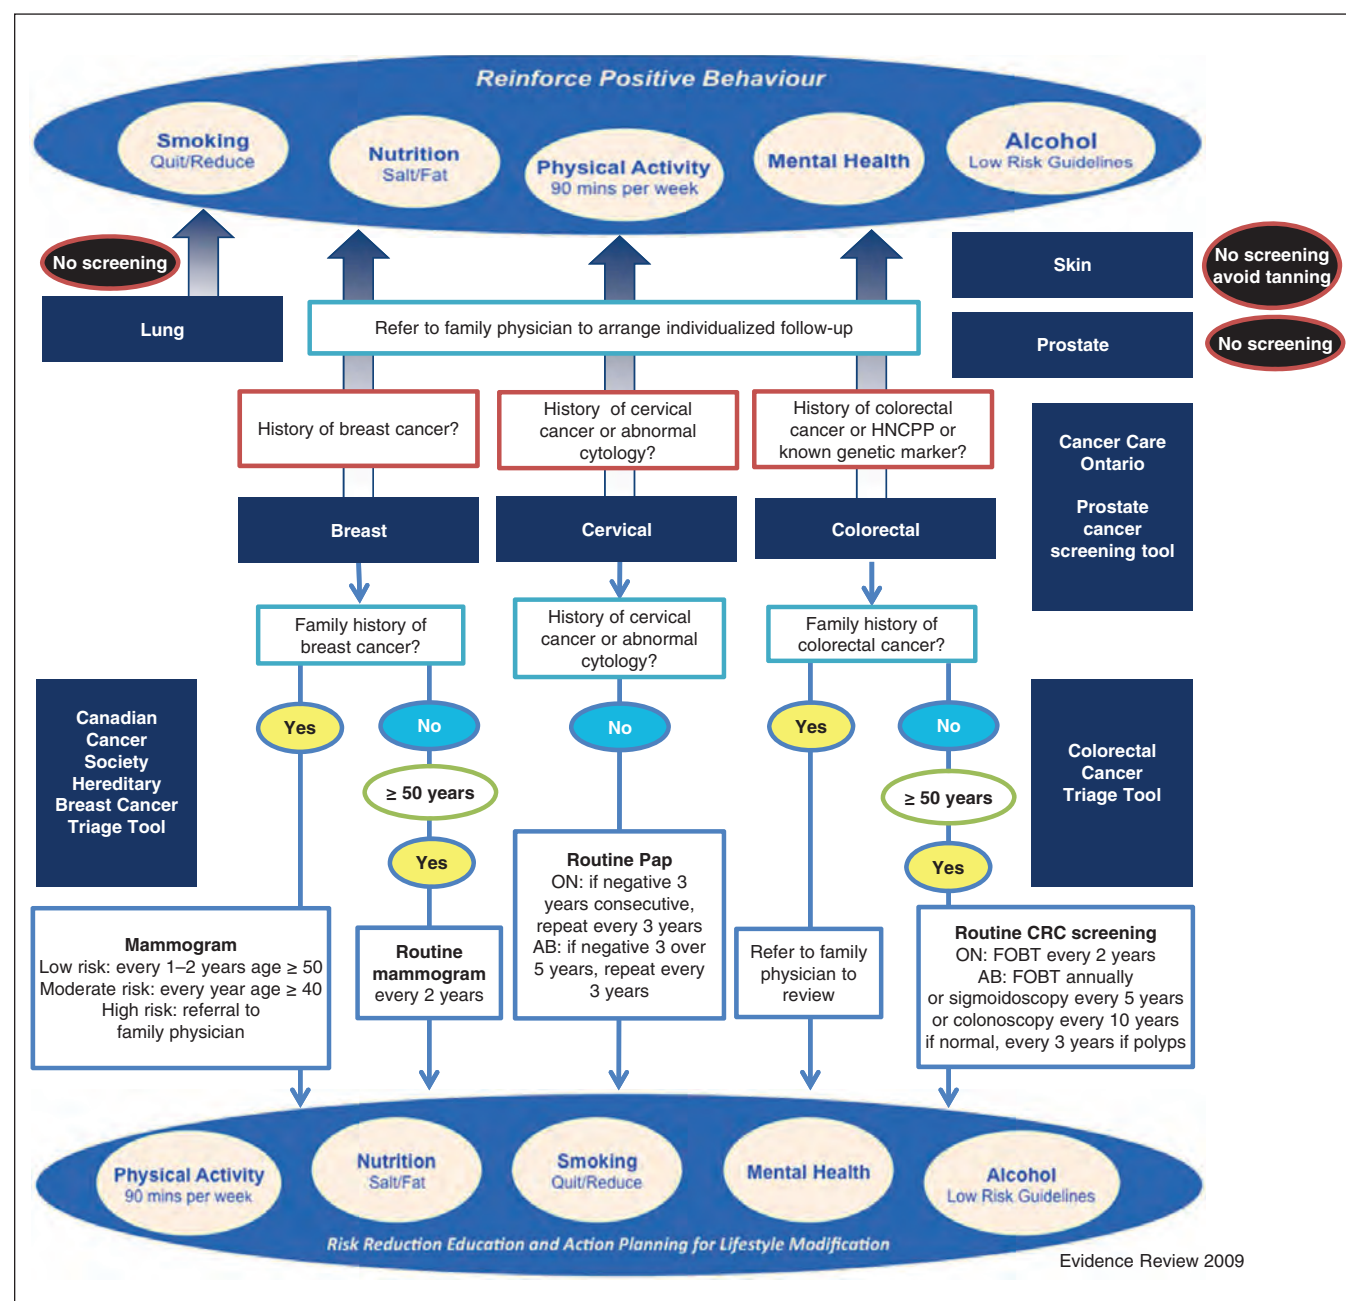 Reinforce Positive Behaviour
Smoking
Quit/Reduce
Nutrition
Salt/Fat
Physical Activity
90 mins per week
Mental Health
Alcohol
Low Risk Guidelines
No screening
Lung
Refer to family physician to arrange individualized follow-up
Skin
No screening
avoid tanning
Prostate
No screening
History of breast cancer?
History of cervical
cancer or abnormal
cytology?
History of colorectal
cancer or HNCPP or
known genetic marker?
Cancer Care
Ontario
Prostate
cancer
screening tool
Breast
Cervical
Colorectal
Family history of
breast cancer?
History of cervical
cancer or abnormal
cytology?
Family history of
colorectal cancer?
Canadian
Cancer
Society
Hereditary
Breast Cancer
Triage Tool
Yes
No
≥ 50 years
Yes
No
Yes
No
≥ 50 years
Yes
Colorectal
Cancer
Triage Tool
Mammogram
Low risk: every 1–2 years age ≥ 50
Moderate risk: every year age ≥ 40
High risk: referral to
family physician
Routine
mammogram
every 2 years
Routine Pap
ON: if negative 3
years consecutive,
repeat every 3 years
AB: if negative 3 over
5 years, repeat every
3 years
Refer to family
physician to
review
Routine CRC screening
ON: FOBT every 2 years
AB: FOBT annually
or sigmoidoscopy every 5 years
or colonoscopy every 10 years
if normal, every 3 years if polyps
Physical Activity
90 mins per week
Nutrition
Salt/Fat
Smoking
Quit/Reduce
Mental Health
Alcohol
Low Risk Guidelines
Risk Reduction Education and Action Planning for Lifestyle Modification
Evidence Review 2009